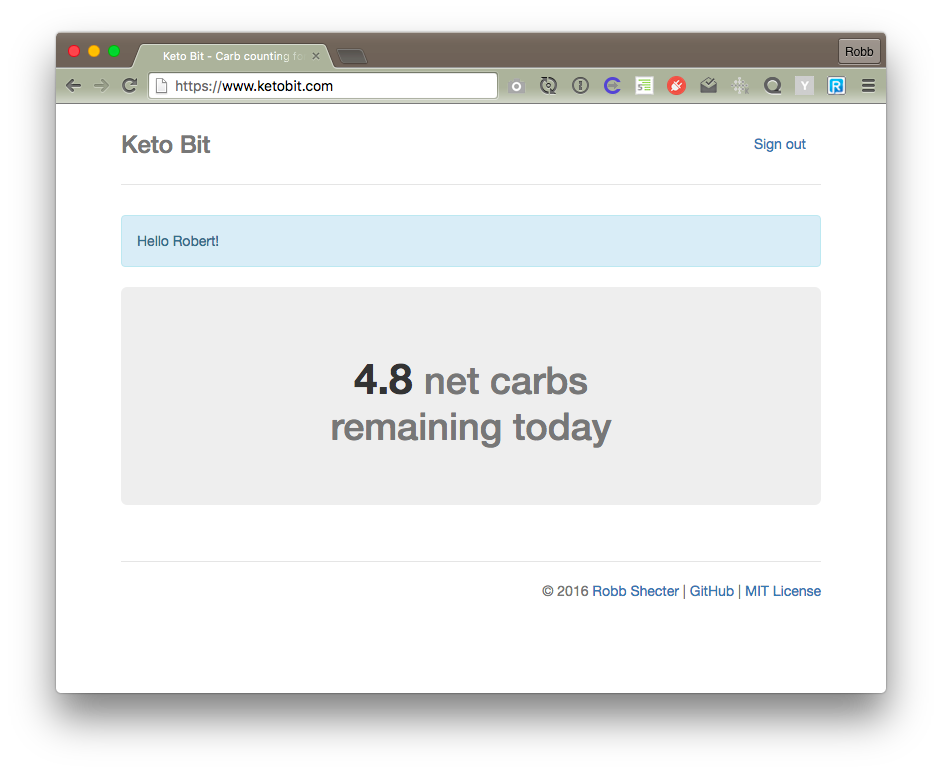 Keto Bit - Carb counting fo
Robb
https://www.ketobit.com
Keto Bit
Sign out
Hello Robert!
4.8 net carbs
remaining today
© 2016 Robb Shecter | GitHub | MIT License